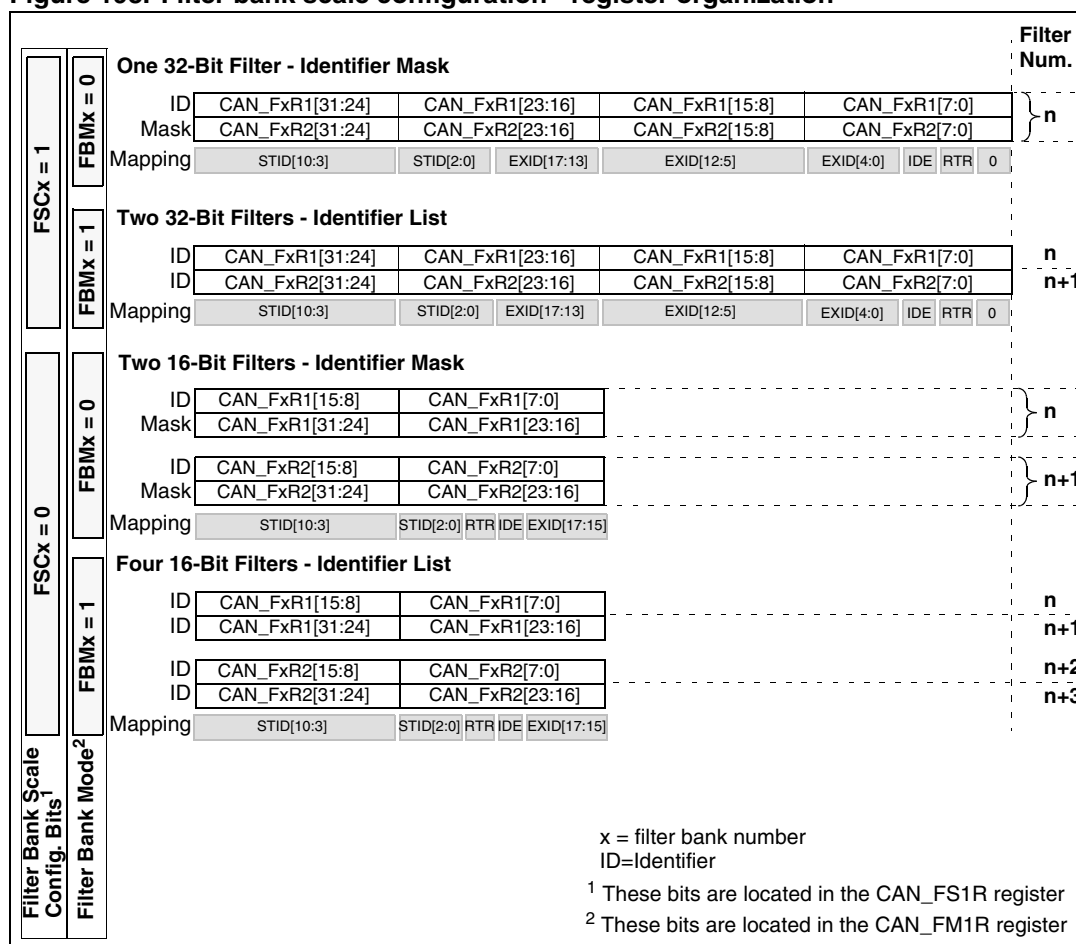 Figure 1 Filter bank scale configuration - register organization
Filter
Num.
FSCx = 1
FBMx = 0
One 32-Bit Filter - Identifier Mask
ID CAN_FxR1[31:24] CAN_FxR1[23:16] CAN_FxR1[15:8] CAN_FxR1[7:0]
Mask CAN_FxR2[31:24] CAN_FxR2[23:16] CAN_FxR2[15:8] CAN_FxR2[7:0]
n
Mapping STID[10:3] STID[2:0] EXID[17:13] EXID[12:5] EXID[4:0] IDE RTR 0
FBMx = 1
Two 32-Bit Filters - Identifier List
ID CAN_FxR1[31:24] CAN_FxR1[23:16] CAN_FxR1[15:8] CAN_FxR1[7:0] n
ID CAN_FxR2[31:24] CAN_FxR2[23:16] CAN_FxR2[15:8] CAN_FxR2[7:0] n+1
Mapping STID[10:3] STID[2:0] EXID[17:13] EXID[12:5] EXID[4:0] IDE RTR 0
FSCx = 0
FBMx = 0
Two 16-Bit Filters - Identifier Mask
ID CAN_FxR1[15:8] CAN_FxR1[7:0]
Mask CAN_FxR1[31:24] CAN_FxR1[23:16]
n
ID CAN_FxR2[15:8] CAN_FxR2[7:0]
Mask CAN_FxR2[31:24] CAN_FxR2[23:16]
n+1
Mapping STID[10:3] STID[2:0] RTR IDE EXID[17:15]
FBMx = 1
Four 16-Bit Filters - Identifier List
ID CAN_FxR1[15:8] CAN_FxR1[7:0] n
ID CAN_FxR1[31:24] CAN_FxR1[23:16] n+1
ID CAN_FxR2[15:8] CAN_FxR2[7:0] n+2
ID CAN_FxR2[31:24] CAN_FxR2[23:16] n+3
Mapping STID[10:3] STID[2:0] RTR IDE EXID[17:15]
Filter Bank Scale
Config. Bits1
Filter Bank Mode2
x = filter bank number
ID=Identifier
1 These bits are located in the CAN_FS1R register
2 These bits are located in the CAN_FM1R register